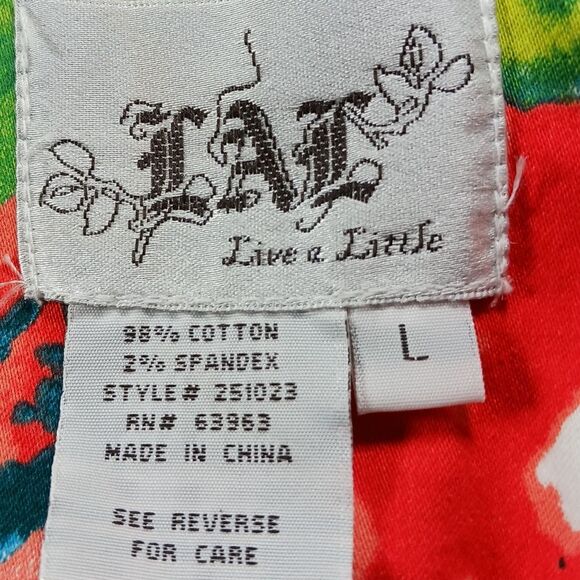 LAL
Live a Little
98% COTTON
2% SPANDEX
STYLE# 251023
RN# 63963
MADE IN CHINA
SEE REVERSE
FOR CARE
L